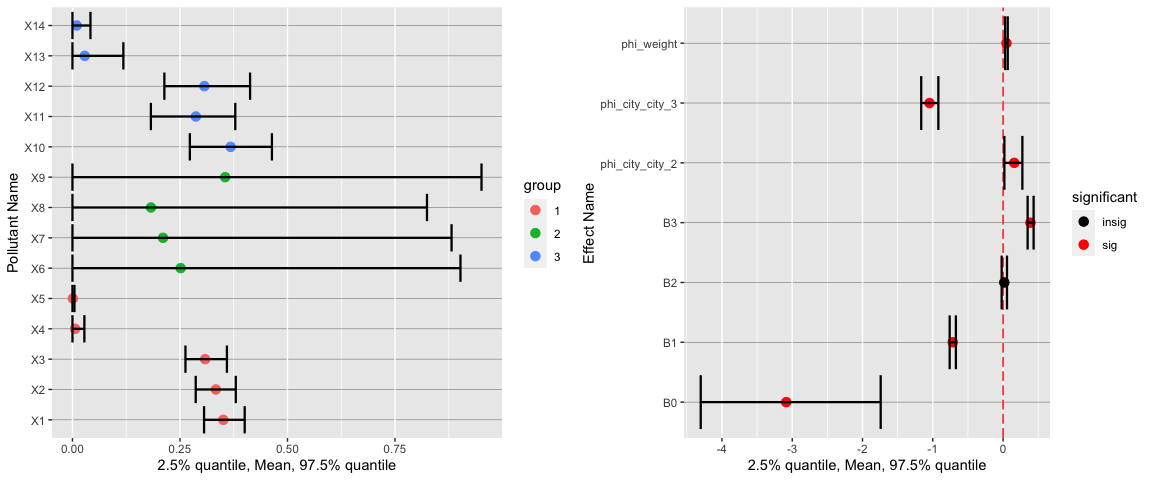 X14
X13
X12
X11
X10
X9
X8
X7
X6
X5
X4
X3
X2
X1
Pollutant Name
0.00 0.25 0.50 0.75
2.5% quantile, Mean, 97.5% quantile
group
1
2
3
phi_weight
phi_city_city_3
phi_city_city_2
B3
B2
B1
B0
Effect Name
-4 -3 -2 -1 0
2.5% quantile, Mean, 97.5% quantile
significant
insig
sig